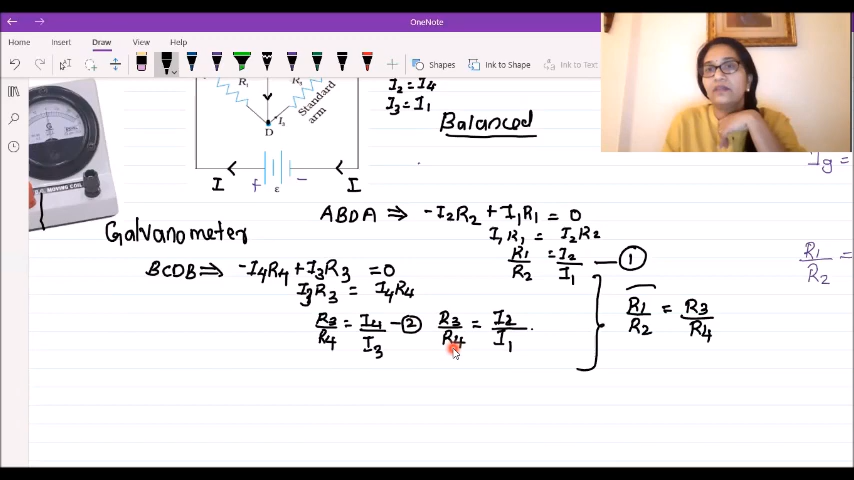 OneNote
Home Insert Draw View Help
Shapes Ink to Shape Ink to Text
R₁
Standard
arm
I₃
D
I + ε − I
MOVING COIL
I₂ = I₄
I₃ = I₁
Balanced
Ig =
ABDA ⇒ -I₂R₂ + I₁R₁ = 0
I₁R₁ = I₂R₂
Galvanometer
R₁/R₂ = I₂/I₁ — ①
R₁/R₂ =
BCDB ⇒ -I₄R₄ + I₃R₃ = 0
I₃R₃ = I₄R₄
R₁/R₂ = R₃/R₄
R₃/R₄ = I₄/I₃ – ② R₃/R₄ = I₂/I₁ .